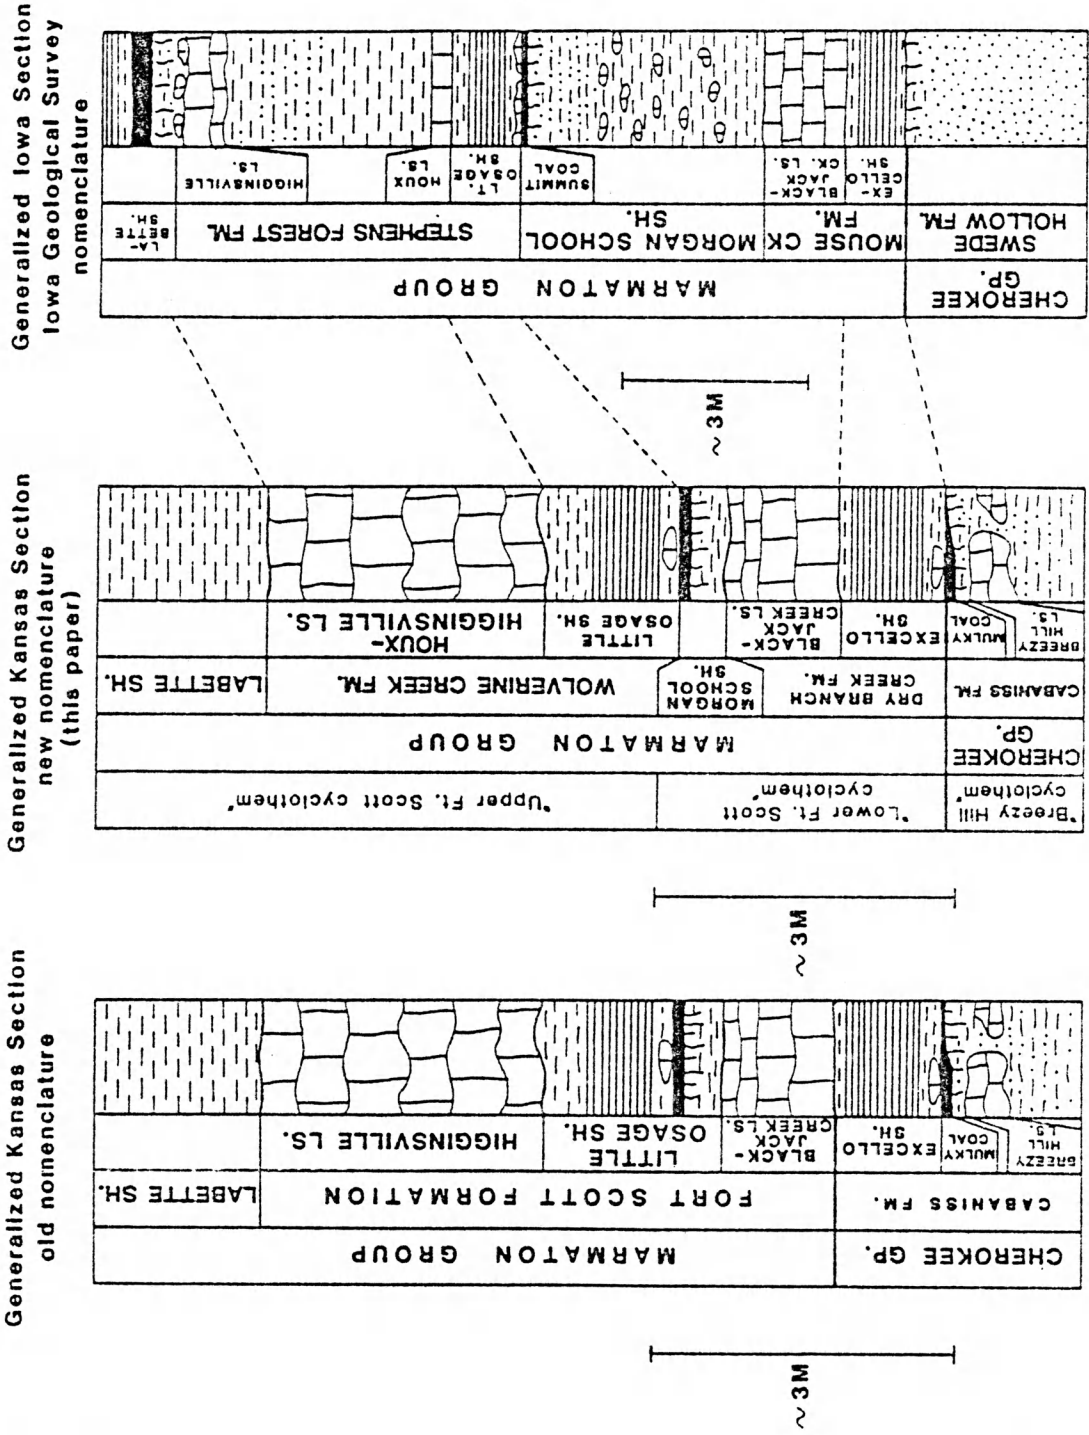 Generalized Kansas Section
old nomenclature
~3M
MARMATON GROUP
CHEROKEE GP.
LABETTE SH.
FORT SCOTT FORMATION
CABANISS FM.
HIGGINSVILLE LS.
LITTLE
OSAGE SH.
BLACK-
JACK
CREEK LS.
EXCELLO
SH.
MULKY
COAL
BREEZY
HILL
LS.
Generalized Kansas Section
new nomenclature
(this paper)
~3M
"Upper Ft. Scott cyclothem"
"Lower Ft. Scott
cyclothem"
"Breezy Hill
cyclothem"
MARMATON GROUP
CHEROKEE
GP.
LABETTE SH.
WOLVERINE CREEK FM.
MORGAN
SCHOOL
SH.
DRY BRANCH
CREEK FM.
CABANISS FM.
HOUX-
HIGGINSVILLE LS.
LITTLE
OSAGE SH.
BLACK-
JACK
CREEK LS.
EXCELLO
SH.
MULKY
COAL
BREEZY
HILL
LS.
Generalized Iowa Section
Iowa Geological Survey
nomenclature
~3M
MARMATON GROUP
CHEROKEE
GP.
LA-
BETTE
SH.
STEPHENS FOREST FM.
MORGAN SCHOOL
SH.
MOUSE CK
FM.
SWEDE
HOLLOW FM.
HIGGINSVILLE
LS.
HOUX
LS.
LT.
OSAGE
SH.
SUMMIT
COAL
BLACK-
JACK
CK. LS.
EX-
CELLO
SH.